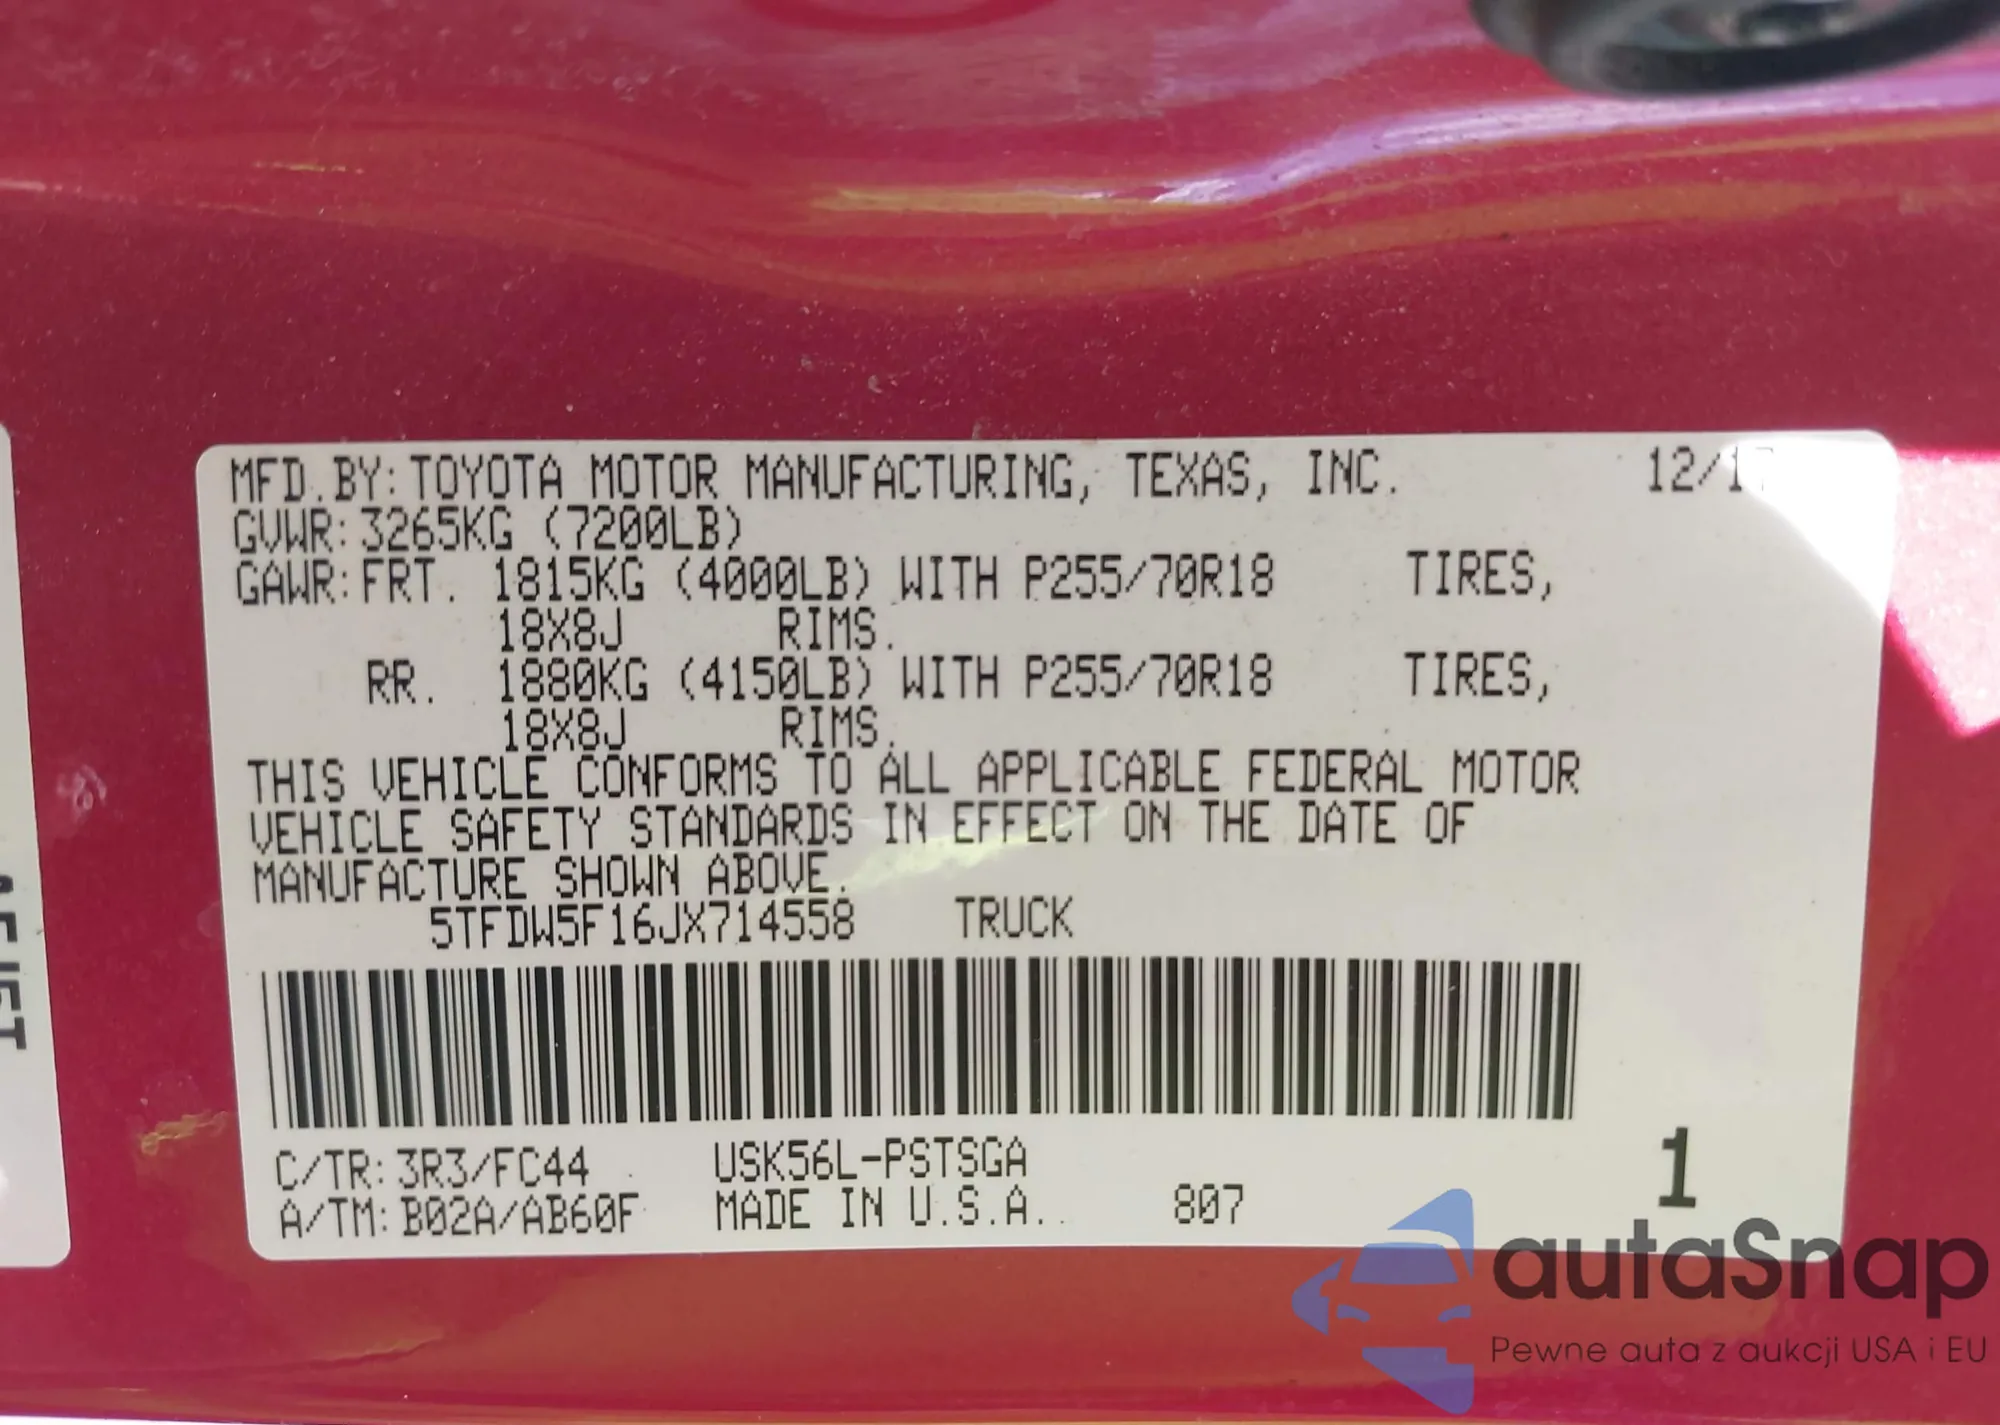 MFD.BY:TOYOTA MOTOR MANUFACTURING, TEXAS, INC. 12/17
GVWR:3265KG (7200LB)
GAWR:FRT. 1815KG (4000LB) WITH P255/70R18 TIRES,
18X8J RIMS.
RR. 1880KG (4150LB) WITH P255/70R18 TIRES,
18X8J RIMS.
THIS VEHICLE CONFORMS TO ALL APPLICABLE FEDERAL MOTOR
VEHICLE SAFETY STANDARDS IN EFFECT ON THE DATE OF
MANUFACTURE SHOWN ABOVE.
5TFDW5F16JX714558 TRUCK
C/TR:3R3/FC44 USK56L-PSTSGA
A/TM:B02A/AB60F MADE IN U.S.A. 807
1
autaSnap
Pewne auta z aukcji USA i EU